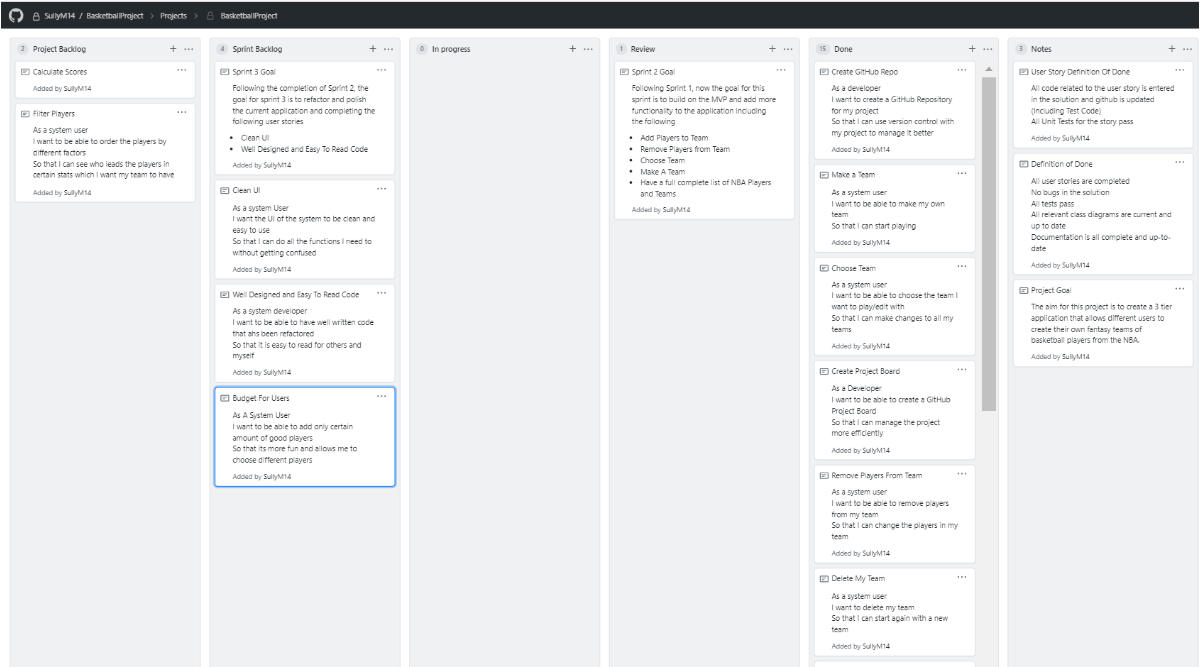 SullyM14 / BasketballProject > Projects > BasketballProject
2 Project Backlog + ...
Calculate Scores ...
Added by SullyM14
Filter Players ...
As a system user
I want to be able to order the players by
different factors
So that I can see who leads the players in
certain stats which I want my team to have
Added by SullyM14
4 Sprint Backlog + ...
Sprint 3 Goal ...
Following the completion of Sprint 2, the
goal for sprint 3 is to refactor and polish
the current application and completing the
following user stories
• Clean UI
• Well Designed and Easy To Read Code
Added by SullyM14
Clean UI ...
As a system User
I want the UI of the system to be clean and
easy to use
So that I can do all the functions I need to
without getting confused
Added by SullyM14
Well Designed and Easy To Read Code ...
As a system developer
I want to be able to have well written code
that ahs been refactored
So that it is easy to read for others and
myself
Added by SullyM14
Budget For Users ...
As A System User
I want to be able to add only certain
amount of good players
So that its more fun and allows me to
choose different players
Added by SullyM14
0 In progress + ...
1 Review + ...
Sprint 2 Goal ...
Following Sprint 1, now the goal for this
sprint is to build on the MVP and add more
functionality to the application including
the following
• Add Players to Team
• Remove Players from Team
• Choose Team
• Make A Team
• Have a full complete list of NBA Players
and Teams
Added by SullyM14
15 Done + ...
Create GitHub Repo ...
As a developer
I want to create a GitHub Repository
for my project
So that I can use version control with
my project to manage it better
Added by SullyM14
Make a Team ...
As a system user
I want to be able to make my own
team
So that I can start playing
Added by SullyM14
Choose Team ...
As a system user
I want to be able to choose the team I
want to play/edit with
So that I can make changes to all my
teams
Added by SullyM14
Create Project Board ...
As a Developer
I want to be able to create a GitHub
Project Board
So that I can manage the project
more efficiently
Added by SullyM14
Remove Players From Team ...
As a system user
I want to be able to remove players
from my team
So that I can change the players in my
team
Added by SullyM14
Delete My Team ...
As a system user
I want to delete my team
So that I can start again with a new
team
Added by SullyM14
3 Notes + ...
User Story Definition Of Done ...
All code related to the user story is entered
in the solution and github is updated
(Including Test Code)
All Unit Tests for the story pass
Added by SullyM14
Definition of Done ...
All user stories are completed
No bugs in the solution
All tests pass
All relevant class diagrams are current and
up to date
Documentation is all complete and up-to-
date
Added by SullyM14
Project Goal ...
The aim for this project is to create a 3 tier
application that allows different users to
create their own fantasy teams of
basketball players from the NBA.
Added by SullyM14